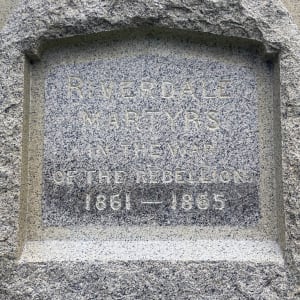 RIVERDALE
MARTYRS
IN THE WAR
OF THE REBELLION
1861 — 1865